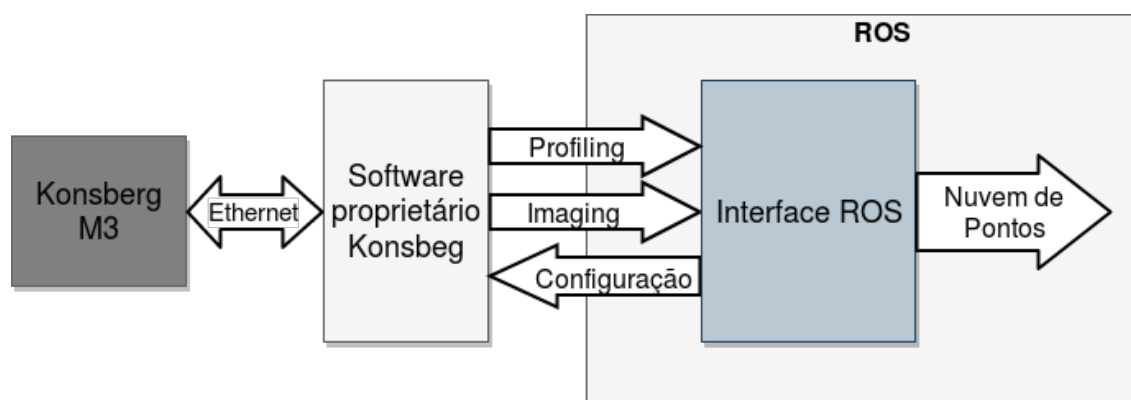 ROS
Konsberg
M3
Ethernet
Software
proprietário
Konsbeg
Profiling
Imaging
Configuração
Interface ROS
Nuvem de
Pontos